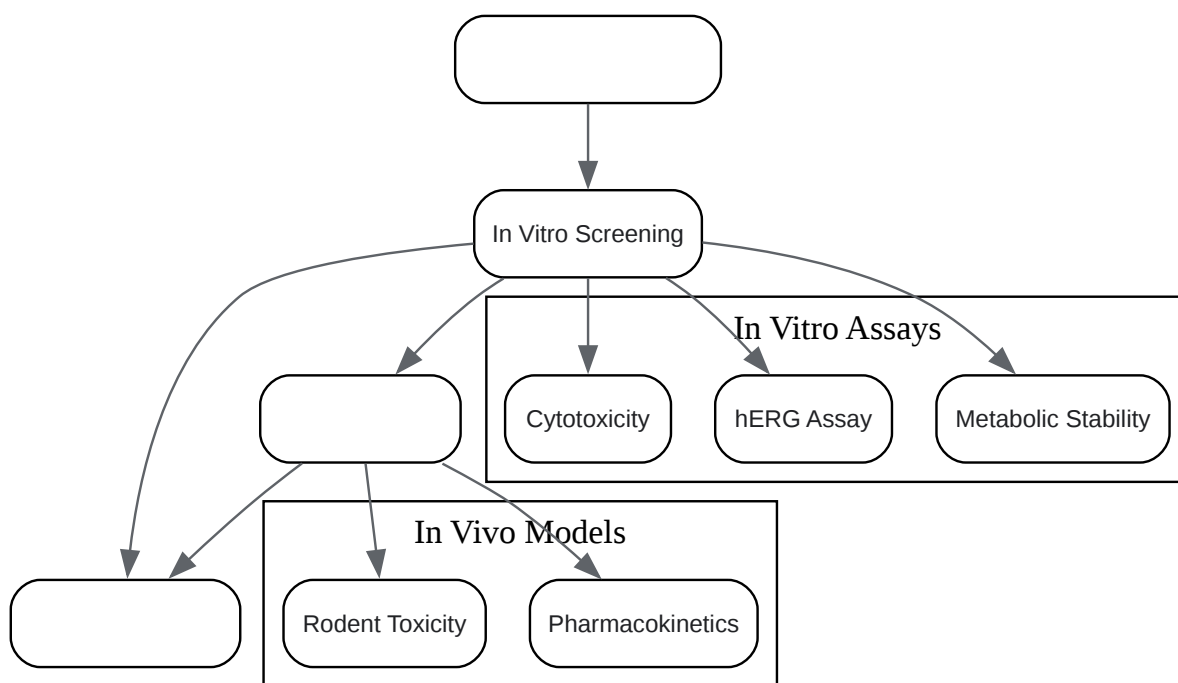 In Vitro Screening
In Vitro Assays
Cytotoxicity
hERG Assay
Metabolic Stability
In Vivo Models
Rodent Toxicity
Pharmacokinetics